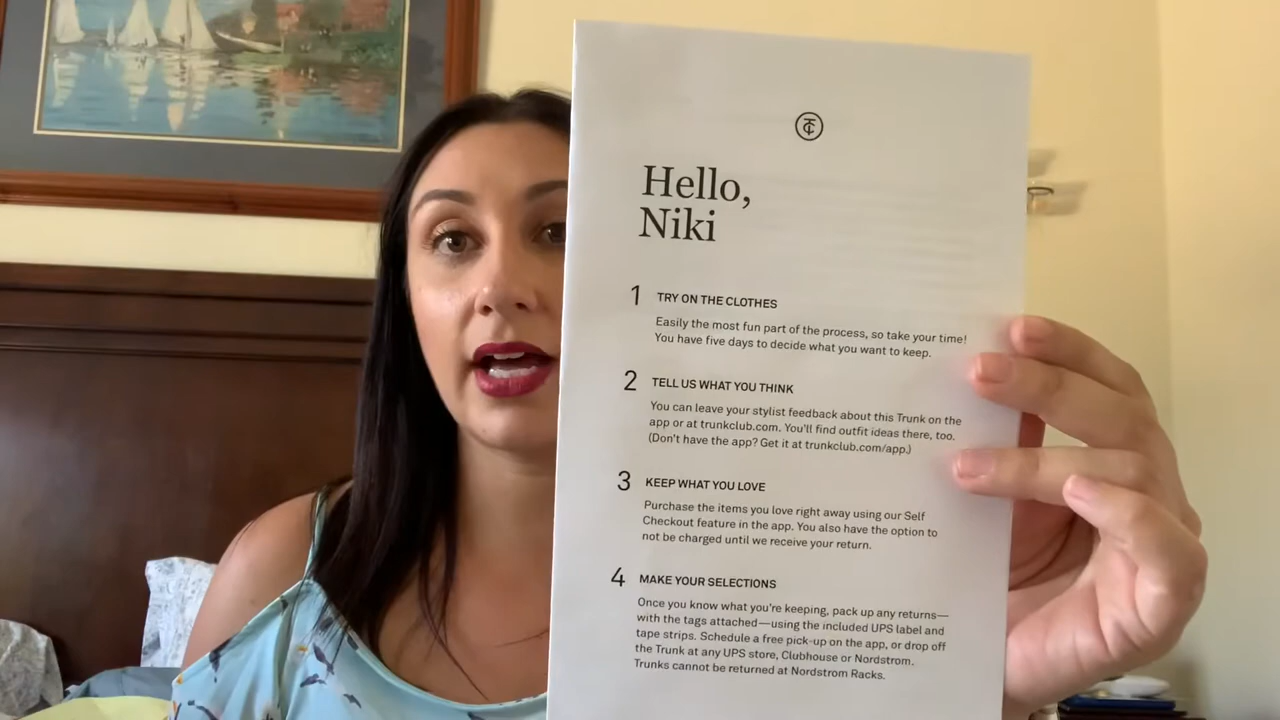 TC
Hello,
Niki
1 TRY ON THE CLOTHES
Easily the most fun part of the process, so take your time!
You have five days to decide what you want to keep.
2 TELL US WHAT YOU THINK
You can leave your stylist feedback about this Trunk on the
app or at trunkclub.com. You'll find outfit ideas there, too.
(Don't have the app? Get it at trunkclub.com/app.)
3 KEEP WHAT YOU LOVE
Purchase the items you love right away using our Self
Checkout feature in the app. You also have the option to
not be charged until we receive your return.
4 MAKE YOUR SELECTIONS
Once you know what you're keeping, pack up any returns—
with the tags attached—using the included UPS label and
tape strips. Schedule a free pick-up on the app, or drop off
the Trunk at any UPS store, Clubhouse or Nordstrom.
Trunks cannot be returned at Nordstrom Racks.